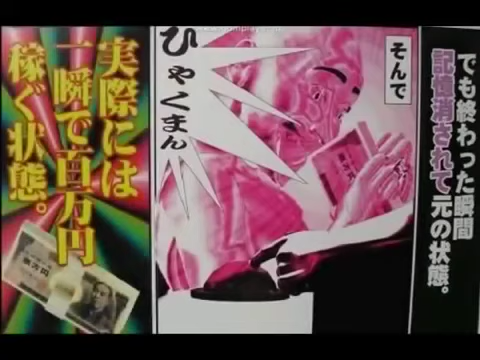 でも終わった瞬間
記憶消されて元の状態。
そんで
ひゃくまん
実際には
一瞬で百万円
稼ぐ状態。